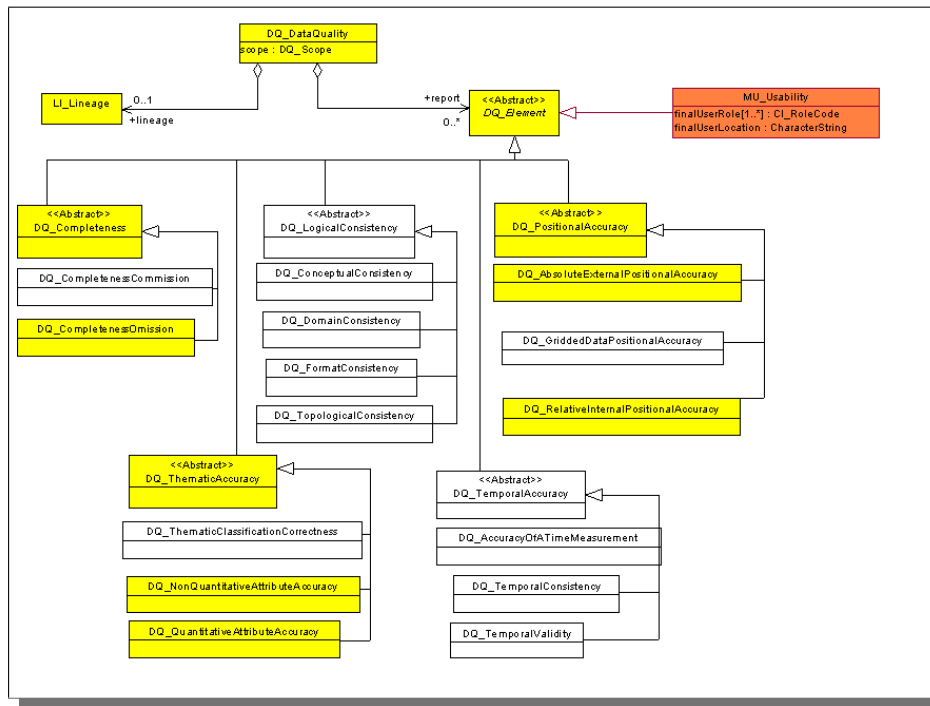 DQ_DataQuality
scope : DQ_Scope
LI_Lineage
0..1
+lineage
+report
0..*
<<Abstract>>
DQ_Element
MU_Usability
finalUserRole[1..*] : CI_RoleCode
finalUserLocation : CharacterString
<<Abstract>>
DQ_Completeness
DQ_CompletenessCommission
DQ_CompletenessOmission
<<Abstract>>
DQ_LogicalConsistency
DQ_ConceptualConsistency
DQ_DomainConsistency
DQ_FormatConsistency
DQ_TopologicalConsistency
<<Abstract>>
DQ_PositionalAccuracy
DQ_AbsoluteExternalPositionalAccuracy
DQ_GriddedDataPositionalAccuracy
DQ_RelativeInternalPositionalAccuracy
<<Abstract>>
DQ_ThematicAccuracy
DQ_ThematicClassificationCorrectness
DQ_NonQuantitativeAttributeAccuracy
DQ_QuantitativeAttributeAccuracy
<<Abstract>>
DQ_TemporalAccuracy
DQ_AccuracyOfATimeMeasurement
DQ_TemporalConsistency
DQ_TemporalValidity